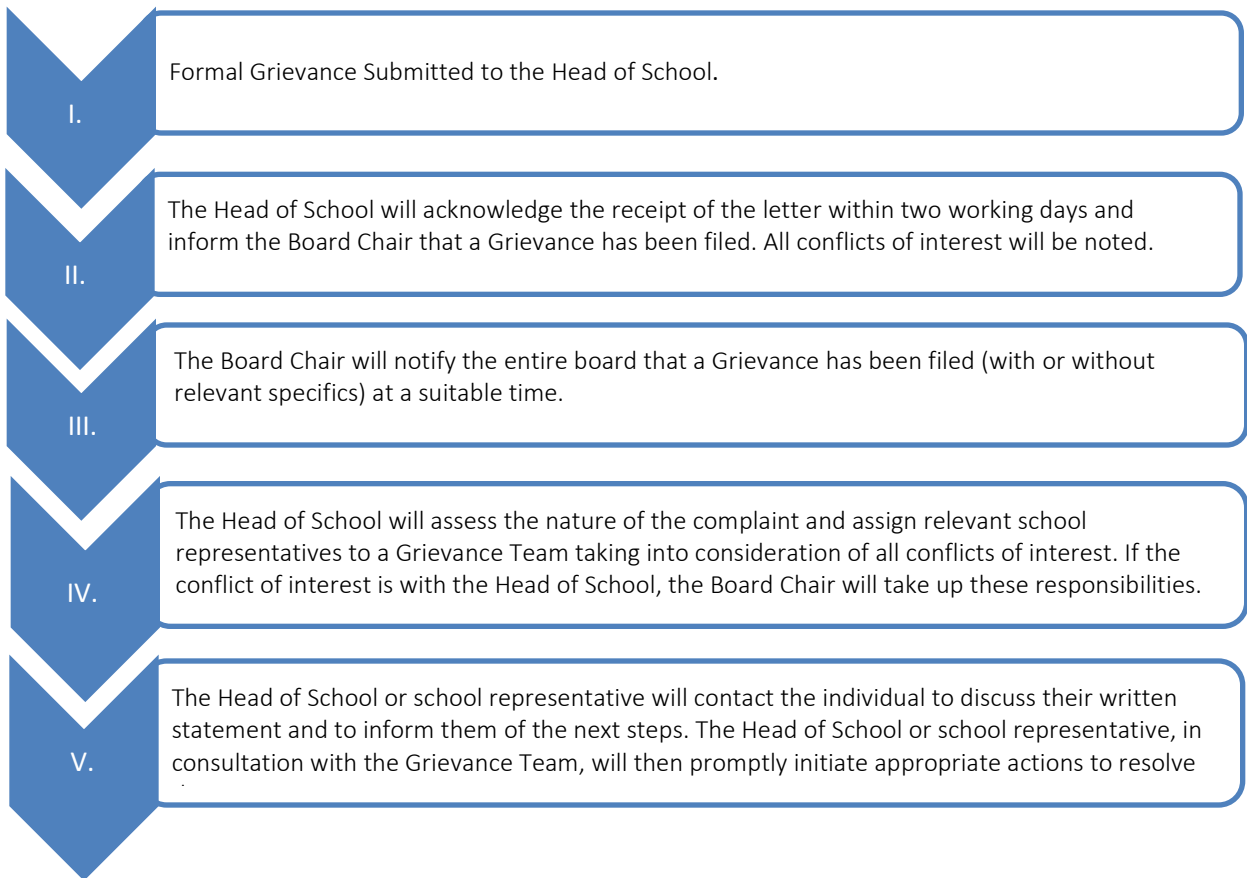 I.
Formal Grievance Submitted to the Head of School.
II.
The Head of School will acknowledge the receipt of the letter within two working days and
inform the Board Chair that a Grievance has been filed. All conflicts of interest will be noted.
III.
The Board Chair will notify the entire board that a Grievance has been filed (with or without
relevant specifics) at a suitable time.
IV.
The Head of School will assess the nature of the complaint and assign relevant school
representatives to a Grievance Team taking into consideration of all conflicts of interest. If the
conflict of interest is with the Head of School, the Board Chair will take up these responsibilities.
V.
The Head of School or school representative will contact the individual to discuss their written
statement and to inform them of the next steps. The Head of School or school representative, in
consultation with the Grievance Team, will then promptly initiate appropriate actions to resolve